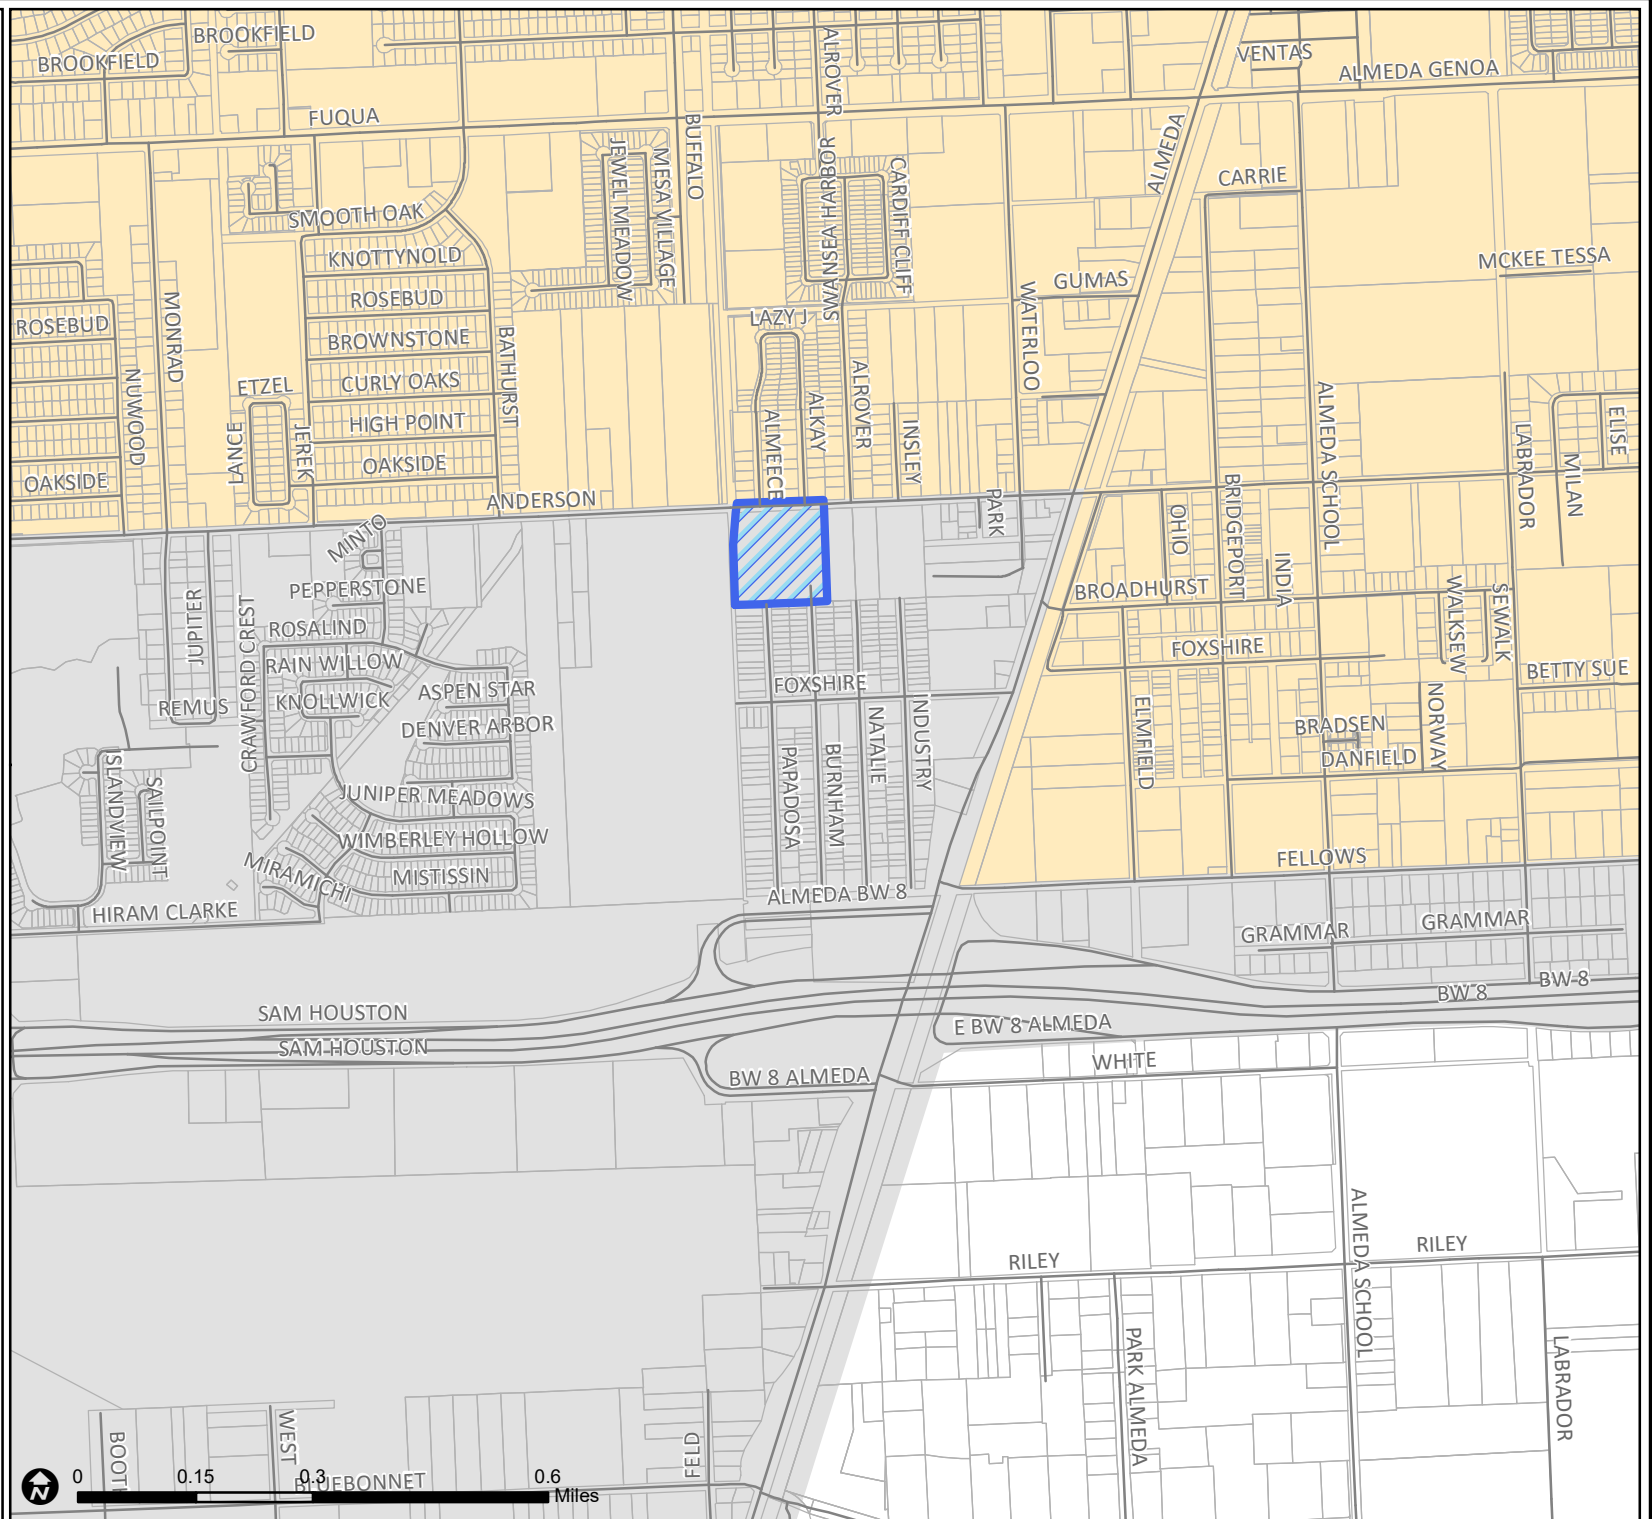 BROOKFIELD
BROOKFIELD
ALROVER
VENTAS
ALMEDA GENOA
FUQUA
BUFFALO
ALMEDA
JEWEL MEADOW
MESA VILLAGE
SWANSEA HARBOR
CARDIFF CLIFF
CARRIE
SMOOTH OAK
KNOTTYNOLD
MCKEE TESSA
ROSEBUD
GUMAS
WATERLOO
MONRAD
ROSEBUD
LAZY J
BROWNSTONE
BATHURST
NUWOOD
ETZEL
CURLY OAKS
ALROVER
ALKAY
ALMEDA SCHOOL
LANCE
JEREK
HIGH POINT
ALMEECE
INSLEY
LABRADOR
ELISE
OAKSIDE
OAKSIDE
MILAN
ANDERSON
PARK
BRIDGEPORT
OHIO
MINTO
INDIA
PEPPERSTONE
BROADHURST
JUPITER
CRAWFORD CREST
ROSALIND
WALKSEW
SEWALK
FOXSHIRE
RAIN WILLOW
BETTY SUE
ASPEN STAR
FOXSHIRE
KNOLLWICK
REMUS
DENVER ARBOR
NATALIE
INDUSTRY
ELMFIELD
BRADSEN
NORWAY
DANFIELD
ISLANDVIEW
SAILPOINT
JUNIPER MEADOWS
PAPADOSA
BURNHAM
WIMBERLEY HOLLOW
FELLOWS
MIRAMICHI
MISTISSIN
ALMEDA BW 8
HIRAM CLARKE
GRAMMAR
GRAMMAR
BW 8
BW 8
SAM HOUSTON
E BW 8 ALMEDA
SAM HOUSTON
WHITE
BW 8 ALMEDA
RILEY
RILEY
ALMEDA SCHOOL
PARK ALMEDA
LABRADOR
BOOTH
WEST
FELD
BLUEBONNET
N
0 0.15 0.3 0.6
Miles